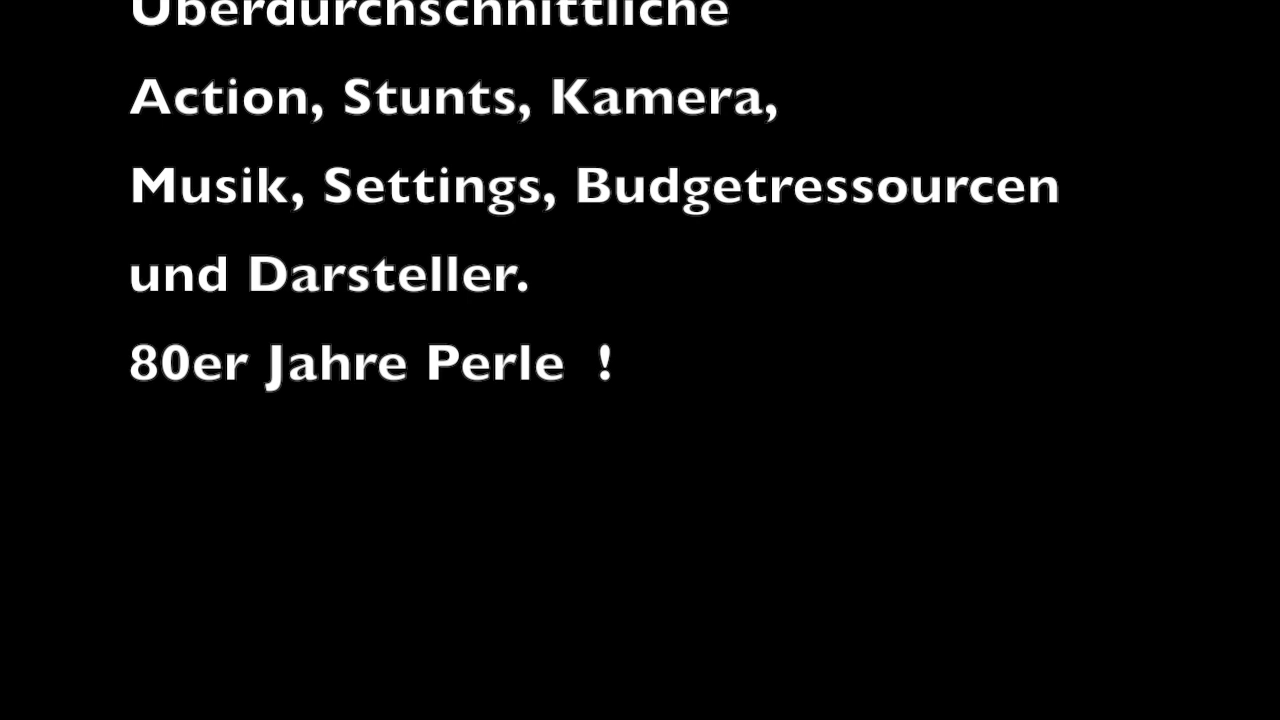 Überdurchschnittliche
Action, Stunts, Kamera,
Musik, Settings, Budgetressourcen
und Darsteller.
80er Jahre Perle !